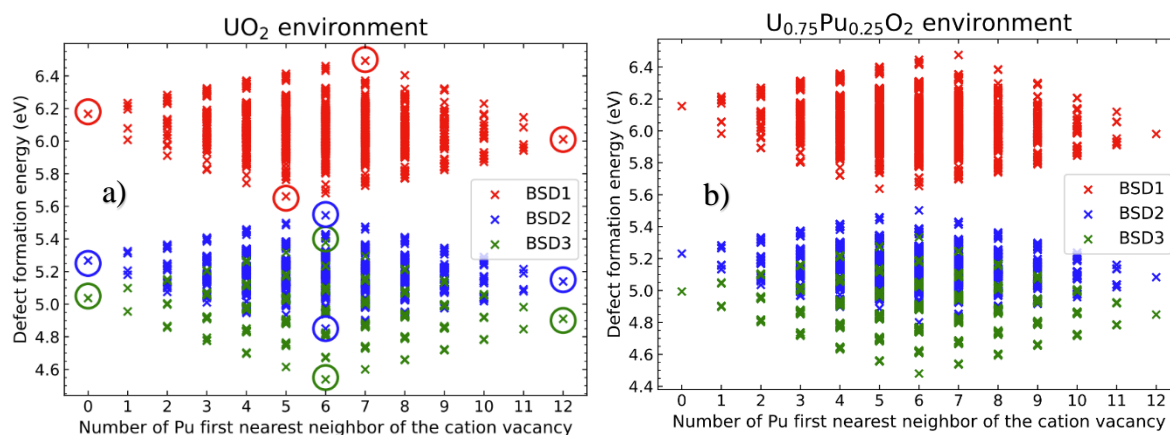 UO₂ environment
Defect formation energy (eV)
6.4
6.2
6.0
5.8
5.6
5.4
5.2
5.0
4.8
4.6
a)
BSD1
BSD2
BSD3
0 1 2 3 4 5 6 7 8 9 10 11 12
Number of Pu first nearest neighbor of the cation vacancy
U₀.₇₅Pu₀.₂₅O₂ environment
Defect formation energy (eV)
6.4
6.2
6.0
5.8
5.6
5.4
5.2
5.0
4.8
4.6
4.4
b)
BSD1
BSD2
BSD3
0 1 2 3 4 5 6 7 8 9 10 11 12
Number of Pu first nearest neighbor of the cation vacancy